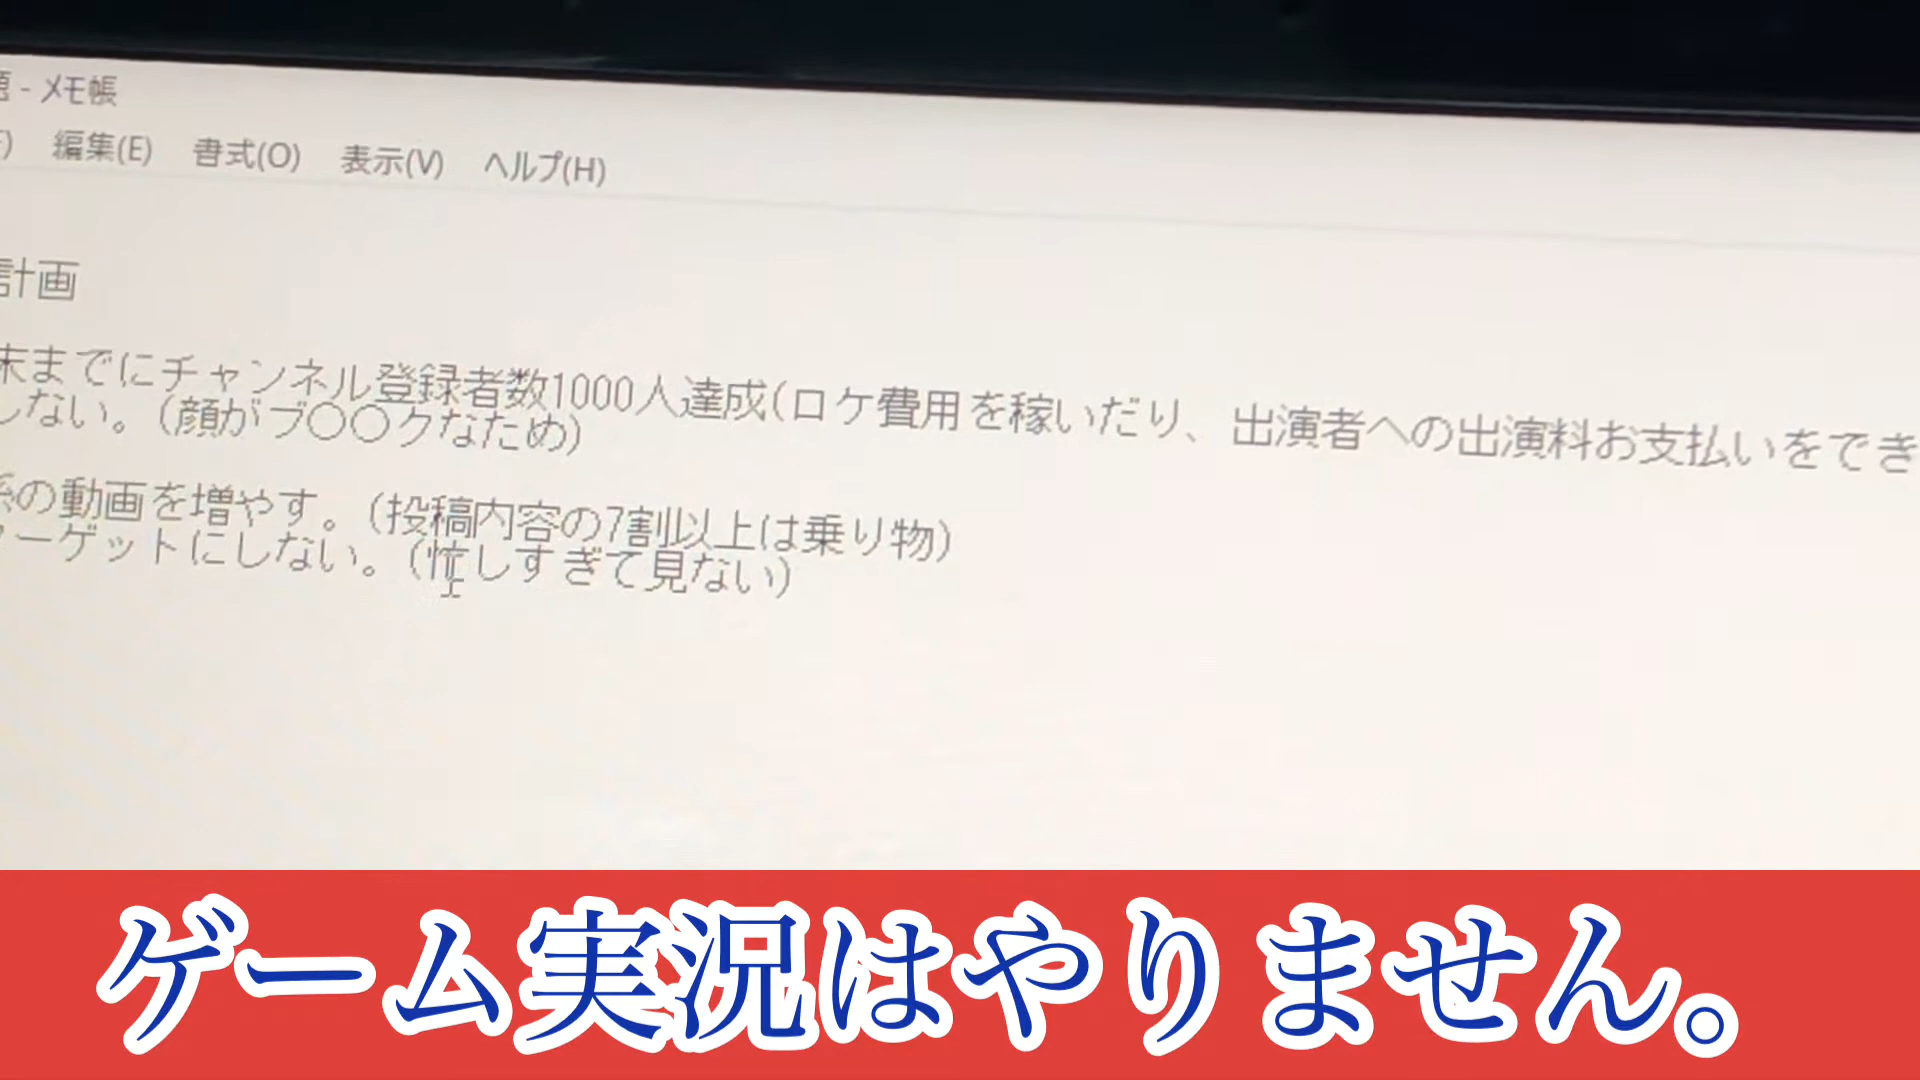 題 - メモ帳
編集(E) 書式(O) 表示(V) ヘルプ(H)
計画
末までにチャンネル登録者数1000人達成(ロケ費用を稼いだり、出演者への出演料お支払いをでき
しない。(顔がブ〇〇クなため)
系の動画を増やす。(投稿内容の7割以上は乗り物)
ターゲットにしない。(忙しすぎて見ない)
ゲーム実況はやりません。